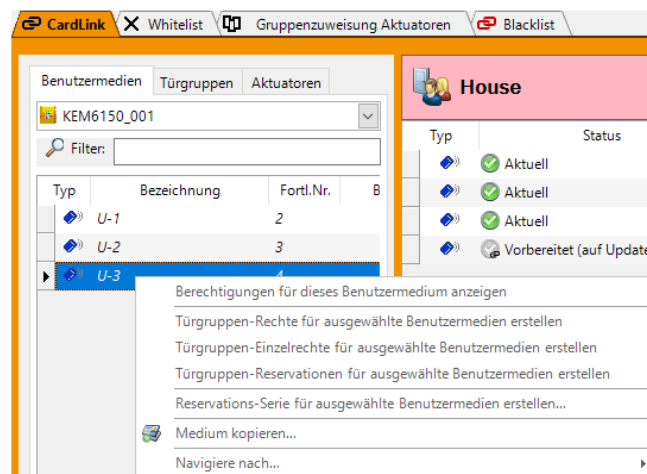 CardLink Whitelist Gruppenzuweisung Aktuatoren Blacklist
Benutzermedien Türgruppen Aktuatoren
KEM6150_001
Filter:
Typ Bezeichnung Fortl.Nr. B
U-1 2
U-2 3
U-3 4
House
Typ Status
Aktuell
Aktuell
Aktuell
Vorbereitet (auf Update
Berechtigungen für dieses Benutzermedium anzeigen
Türgruppen-Rechte für ausgewählte Benutzermedien erstellen
Türgruppen-Einzelrechte für ausgewählte Benutzermedien erstellen
Türgruppen-Reservationen für ausgewählte Benutzermedien erstellen
Reservations-Serie für ausgewählte Benutzermedien erstellen...
Medium kopieren...
Navigiere nach...